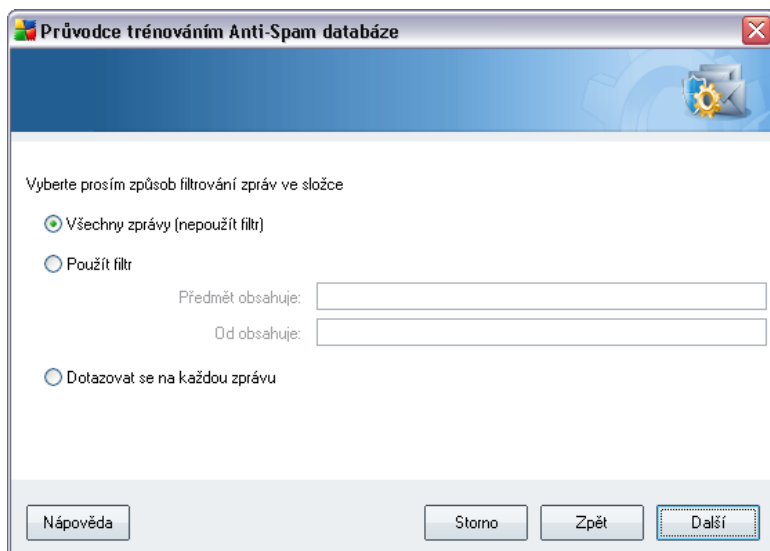 Průvodce trénováním Anti-Spam databáze
Vyberte prosím způsob filtrování zpráv ve složce
Všechny zprávy (nepoužít filtr)
Použít filtr
Předmět obsahuje:
Od obsahuje:
Dotazovat se na každou zprávu
Nápověda
Storno
Zpět
Další